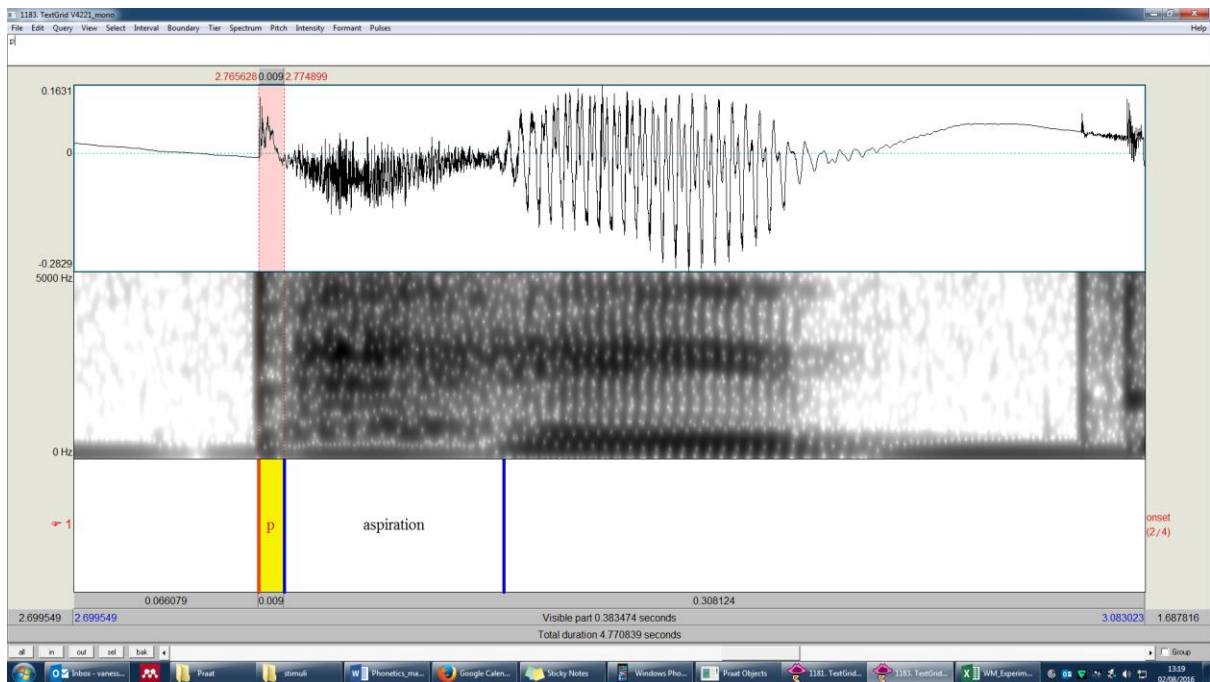 1183. TextGrid V4221_mono
File Edit Query View Select Interval Boundary Tier Spectrum Pitch Intensity Formant Pulses Help
p
2.765628 0.009 2.774899
0.1631
0
-0.2829
5000 Hz
0 Hz
1 p aspiration onset
(2/4)
0.066079 0.009 0.308124
2.699549 2.699549 Visible part 0.383474 seconds 3.083023 1.687816
Total duration 4.770839 seconds
all in out sel bak Group
Inbox - vaness... Praat stimuli Phonetics_ma... Google Calen... Sticky Notes Windows Pho... Praat Objects 1181. TextGrid... 1183. TextGrid... WM_Experim... 13:19
02/08/2016